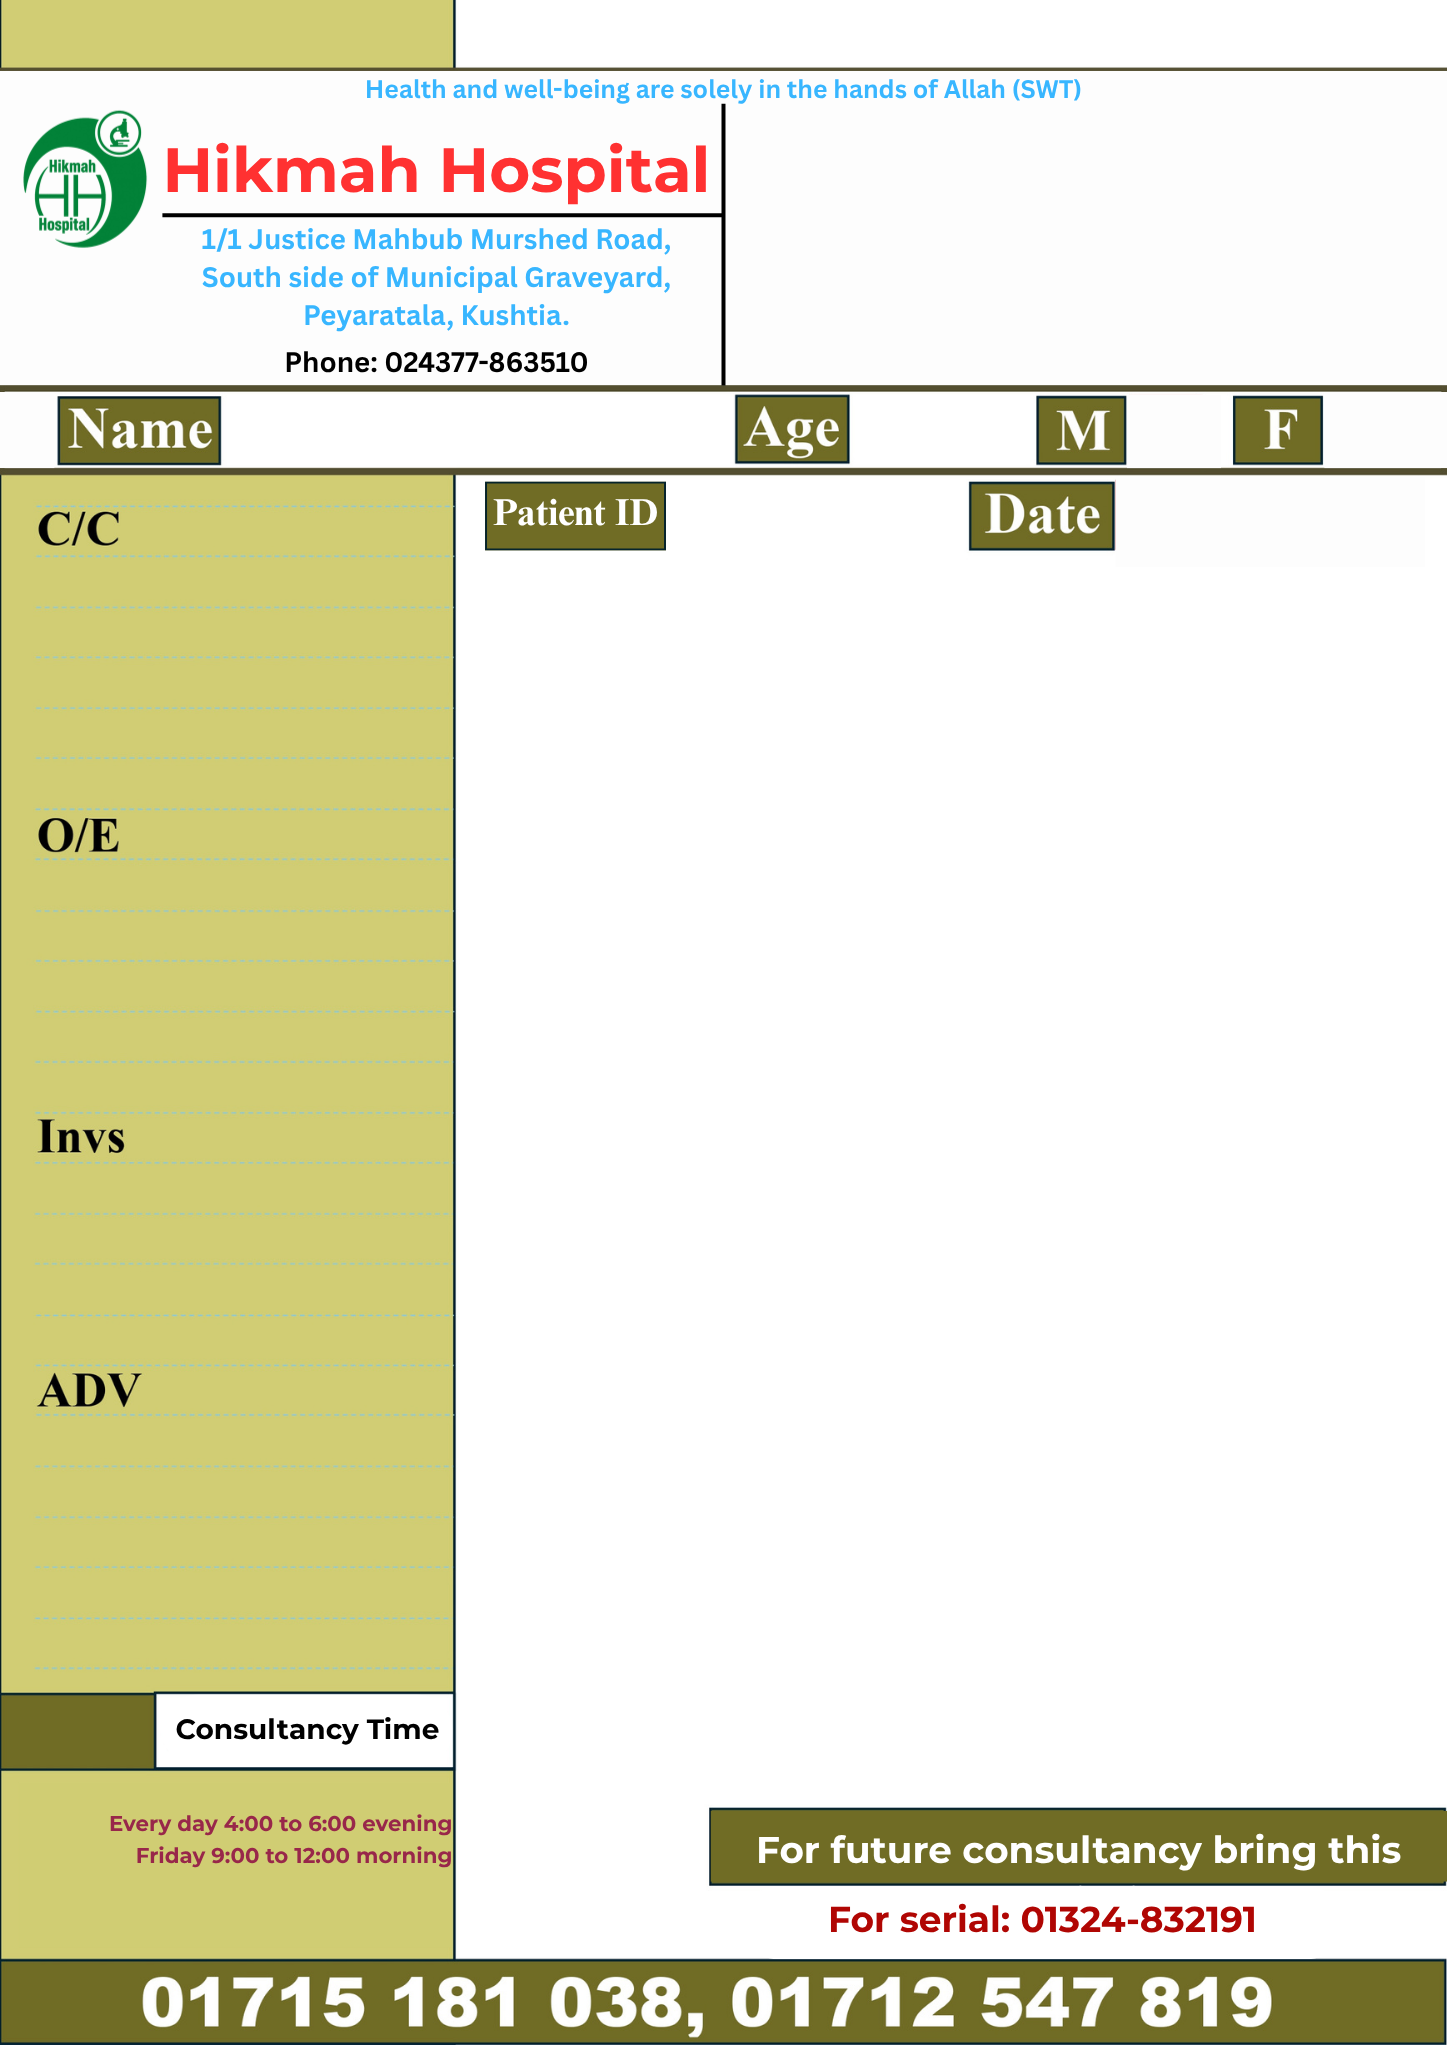 Health and well-being are solely in the hands of Allah (SWT)
Hikmah
Hospital
Hikmah Hospital
1/1 Justice Mahbub Murshed Road,
South side of Municipal Graveyard,
Peyaratala, Kushtia.
Phone: 024377-863510
Name Age M F
Patient ID Date
C/C
O/E
Invs
ADV
Consultancy Time
Every day 4:00 to 6:00 evening
Friday 9:00 to 12:00 morning
For future consultancy bring this
For serial: 01324-832191
01715 181 038, 01712 547 819